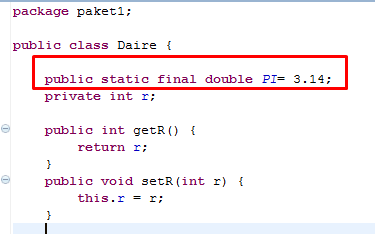 package paket1;
public class Daire {
public static final double PI= 3.14;
private int r;
public int getR() {
return r;
}
public void setR(int r) {
this.r = r;
}